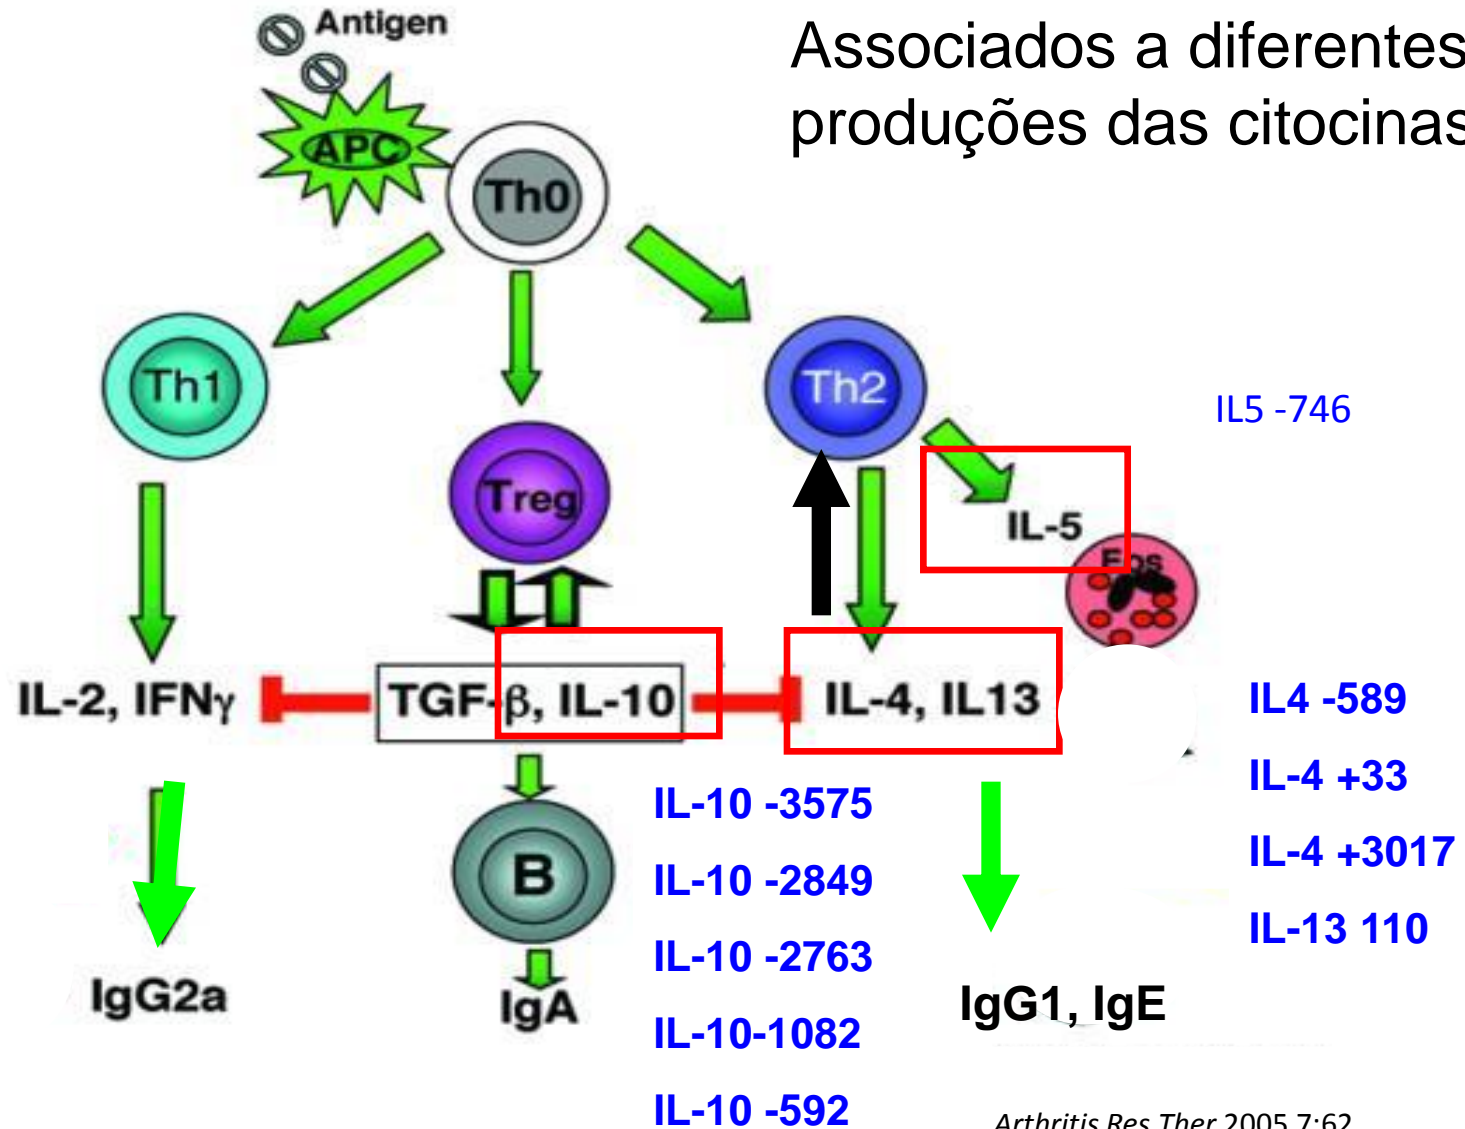 Antigen
Associados a diferentes
produções das citocinas
APC
Th0
Th1
Th2
IL5 -746
Treg
IL-5
Eos
IL-2, IFNγ
TGF-β, IL-10
IL-4, IL13
IL4 -589
IL-4 +33
IL-10 -3575
IL-4 +3017
B
IL-10 -2849
IL-13 110
IL-10 -2763
IgG2a
IgA
IgG1, IgE
IL-10-1082
IL-10 -592
Arthritis Res Ther 2005 7:62